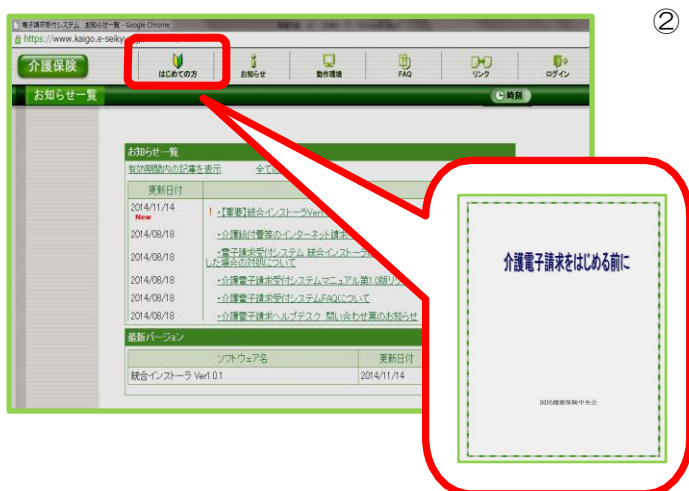 ②
電子請求受付システム お知らせ一覧 - Google Chrome
https://www.kaigo.e-seikyu
介護保険
はじめての方
お知らせ
動作環境
FAQ
リンク
ログイン
お知らせ一覧
時刻
お知らせ一覧
有効期間内の記事を表示 全ての
更新日付
2014/11/14 ! ・【重要】統合インストーラVer1
New
2014/08/18 ・介護給付費等のインターネット請求
2014/08/18 ・電子請求受付システム 統合インストーラ
した場合の対処について
2014/08/18 ・介護電子請求受付システムマニュアル第1.0版リ
2014/08/18 ・介護電子請求受付システムFAQについて
2014/08/18 ・介護電子請求ヘルプデスク 問い合わせ票のお知らせ
最新バージョン
ソフトウェア名 更新日付
統合インストーラ Ver1.0.1 2014/11/14
介護電子請求をはじめる前に
国民健康保険中央会